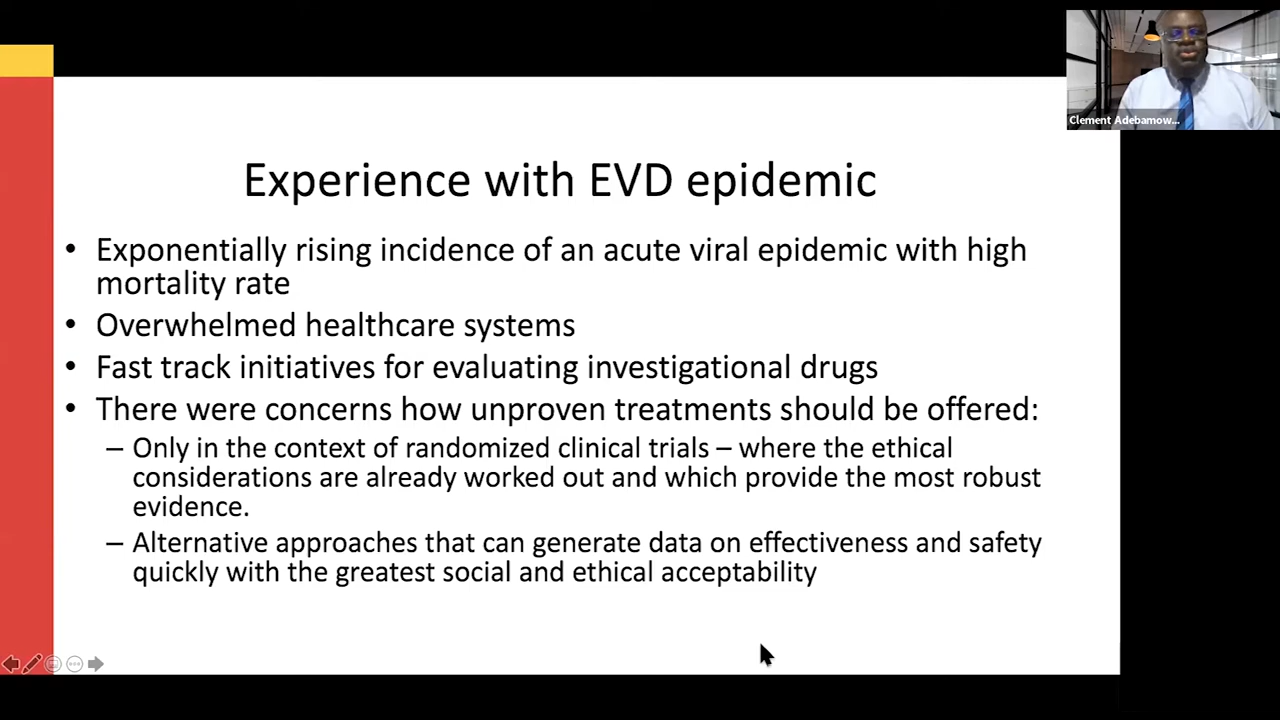 Clement Adebamow...
Experience with EVD epidemic
• Exponentially rising incidence of an acute viral epidemic with high
mortality rate
• Overwhelmed healthcare systems
• Fast track initiatives for evaluating investigational drugs
• There were concerns how unproven treatments should be offered:
– Only in the context of randomized clinical trials – where the ethical
considerations are already worked out and which provide the most robust
evidence.
– Alternative approaches that can generate data on effectiveness and safety
quickly with the greatest social and ethical acceptability